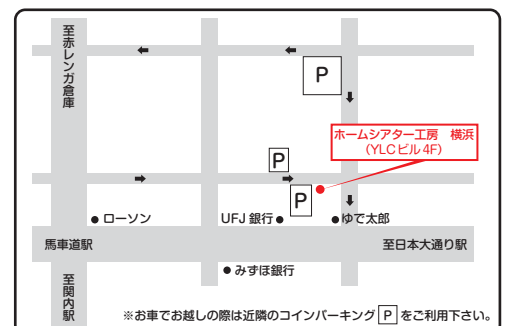 至赤レンガ倉庫
P
ホームシアター工房 横浜
(YLCビル4F)
P
P
ローソン
UFJ 銀行
ゆで太郎
馬車道駅
至日本大通り駅
みずほ銀行
至関内駅
※お車でお越しの際は近隣のコインパーキング P をご利用下さい。